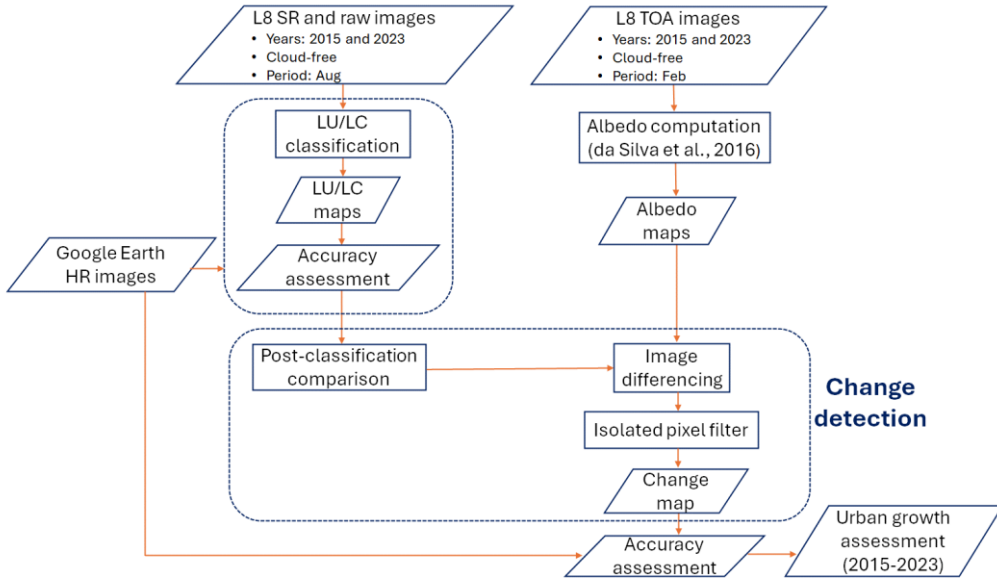 L8 SR and raw images
• Years: 2015 and 2023
• Cloud-free
• Period: Aug
L8 TOA images
• Years: 2015 and 2023
• Cloud-free
• Period: Feb
LU/LC
classification
Albedo computation
(da Silva et al., 2016)
LU/LC
maps
Albedo
maps
Google Earth
HR images
Accuracy
assessment
Post-classification
comparison
Image
differencing
Change
detection
Isolated pixel filter
Change
map
Accuracy
assessment
Urban growth
assessment
(2015-2023)